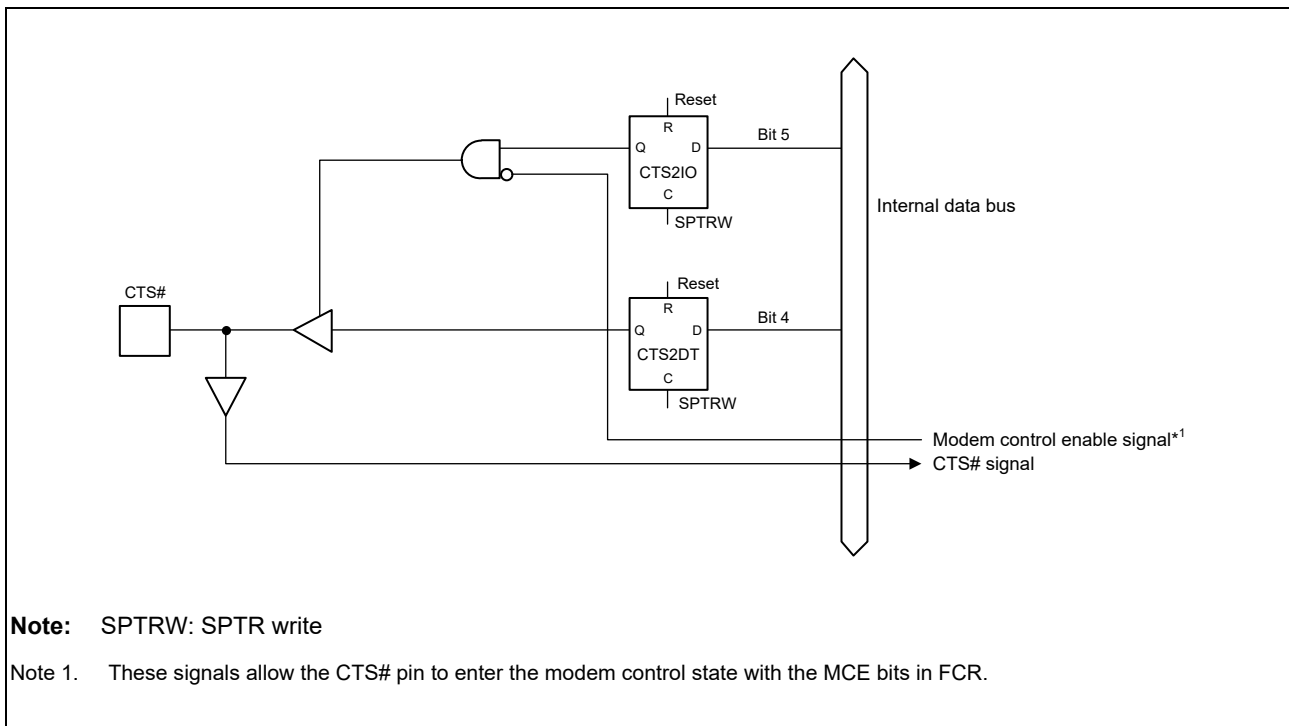 Reset
R
Bit 5
Q D
CTS2IO
C
SPTRW
Internal data bus
Reset
CTS#
R
Bit 4
Q D
CTS2DT
C
SPTRW
Modem control enable signal*1
CTS# signal
Note: SPTRW: SPTR write
Note 1. These signals allow the CTS# pin to enter the modem control state with the MCE bits in FCR.